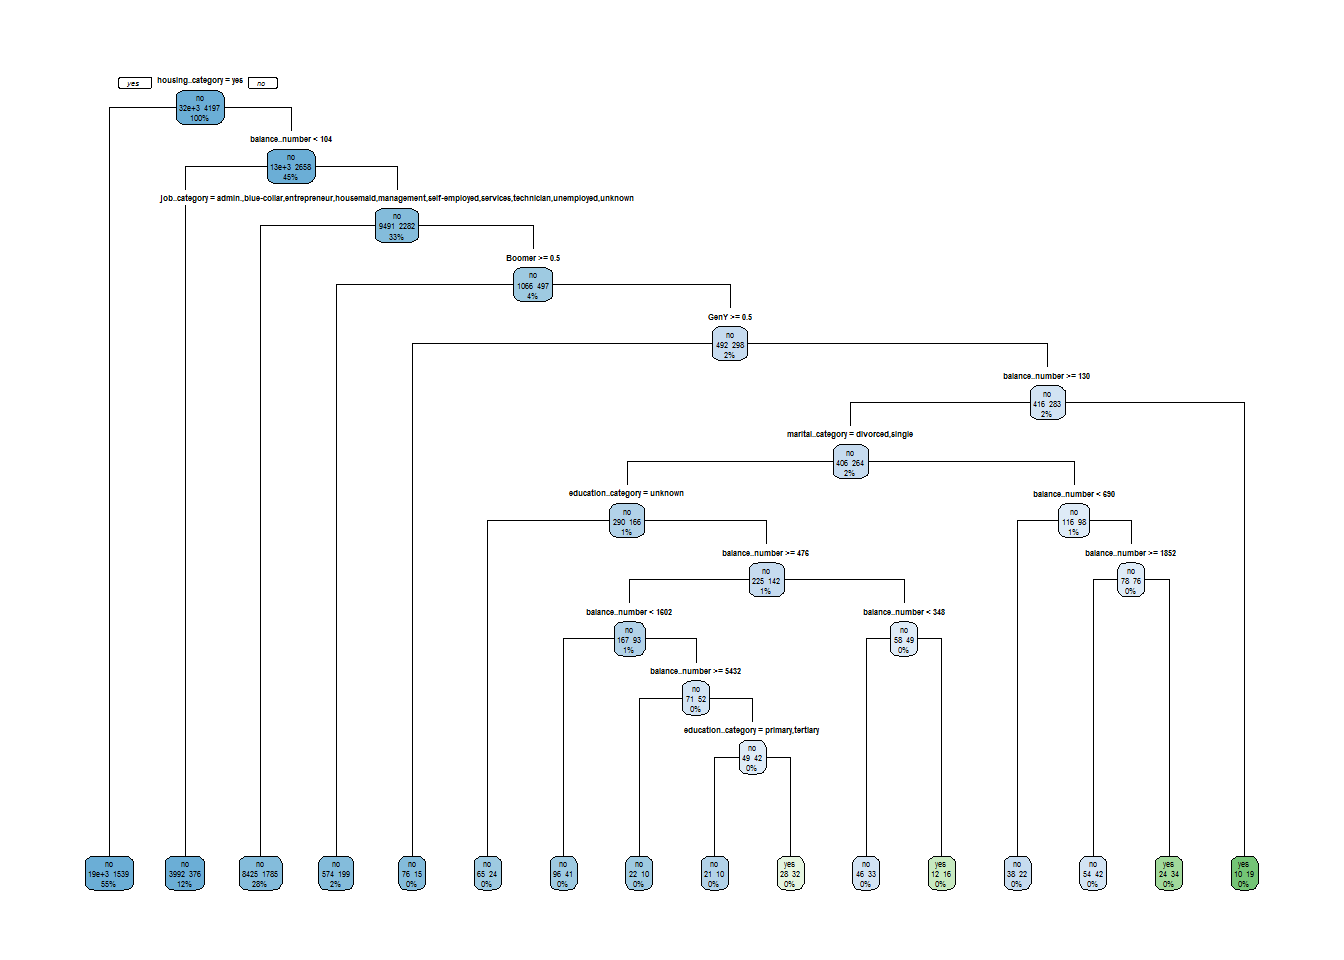 housing..category = yes
yes
no
no
32e+3 4197
100%
balance..number < 104
no
13e+3 2658
45%
job..category = admin.,blue-collar,entrepreneur,housemaid,management,self-employed,services,technician,unemployed,unknown
no
9491 2282
33%
Boomer >= 0.5
no
1066 497
4%
GenY >= 0.5
no
492 298
2%
balance..number >= 130
no
416 283
2%
marital..category = divorced,single
no
406 264
2%
education..category = unknown
no
290 166
1%
balance..number < 690
no
116 98
1%
balance..number >= 476
no
225 142
1%
balance..number >= 1852
no
78 76
0%
balance..number < 1602
no
167 93
1%
balance..number < 348
no
58 49
0%
balance..number >= 5432
no
71 52
0%
education..category = primary,tertiary
no
49 42
0%
no
19e+3 1539
55%
no
3992 376
12%
no
8425 1785
28%
no
574 199
2%
no
76 15
0%
no
65 24
0%
no
96 41
0%
no
22 10
0%
no
21 10
0%
yes
28 32
0%
no
46 33
0%
yes
12 16
0%
no
38 22
0%
no
54 42
0%
yes
24 34
0%
yes
10 19
0%